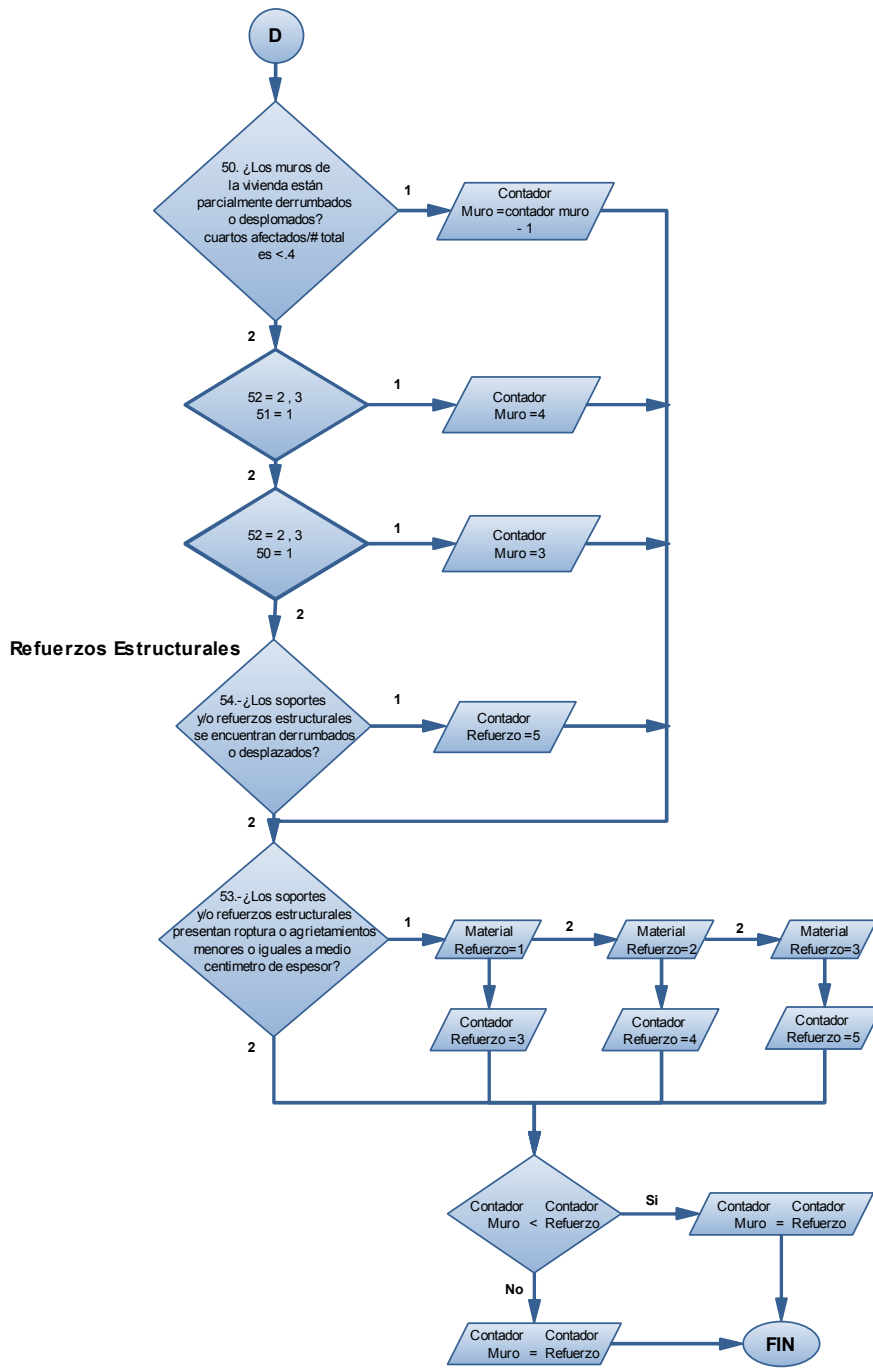 D
50. ¿Los muros de
la vivienda están
parcialmente derrumbados
o desplomados?
cuartos afectados/# total
es <.4
1
Contador
Muro =contador muro
- 1
2
52 = 2 , 3
51 = 1
1
Contador
Muro =4
2
52 = 2 , 3
50 = 1
1
Contador
Muro =3
2
Refuerzos Estructurales
54.-¿Los soportes
y/o refuerzos estructurales
se encuentran derrumbados
o desplazados?
1
Contador
Refuerzo =5
2
53.-¿Los soportes
y/o refuerzos estructurales
presentan roptura o agrietamientos
menores o iguales a medio
centimetro de espesor?
1
Material
Refuerzo=1
2
Material
Refuerzo=2
2
Material
Refuerzo=3
Contador
Refuerzo =3
Contador
Refuerzo =4
Contador
Refuerzo =5
2
Contador Contador
Muro < Refuerzo
Si
Contador Contador
Muro = Refuerzo
No
Contador Contador
Muro = Refuerzo
FIN